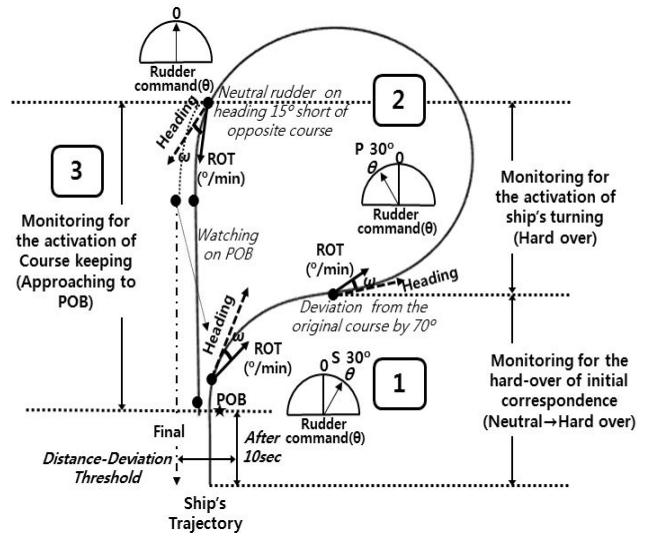 0
Rudder
command(θ)
Neutral rudder on
heading 15º short of
opposite course
Heading
ω
ROT
(º/min)
2
3
P 30º
0
θ
Rudder
command(θ)
Monitoring for
the activation of
ship's turning
(Hard over)
Monitoring for
the activation of
Course keeping
(Approaching to
POB)
Watching
on POB
ROT
(º/min)
ω
Heading
Deviation from the
original course by 70º
Heading
ω
ROT
(º/min)
0
S 30º
θ
Rudder
command(θ)
1
Monitoring for the
hard-over of initial
correspondence
(Neutral→Hard over)
POB
Final
After
10sec
Distance-Deviation
Threshold
Ship's
Trajectory